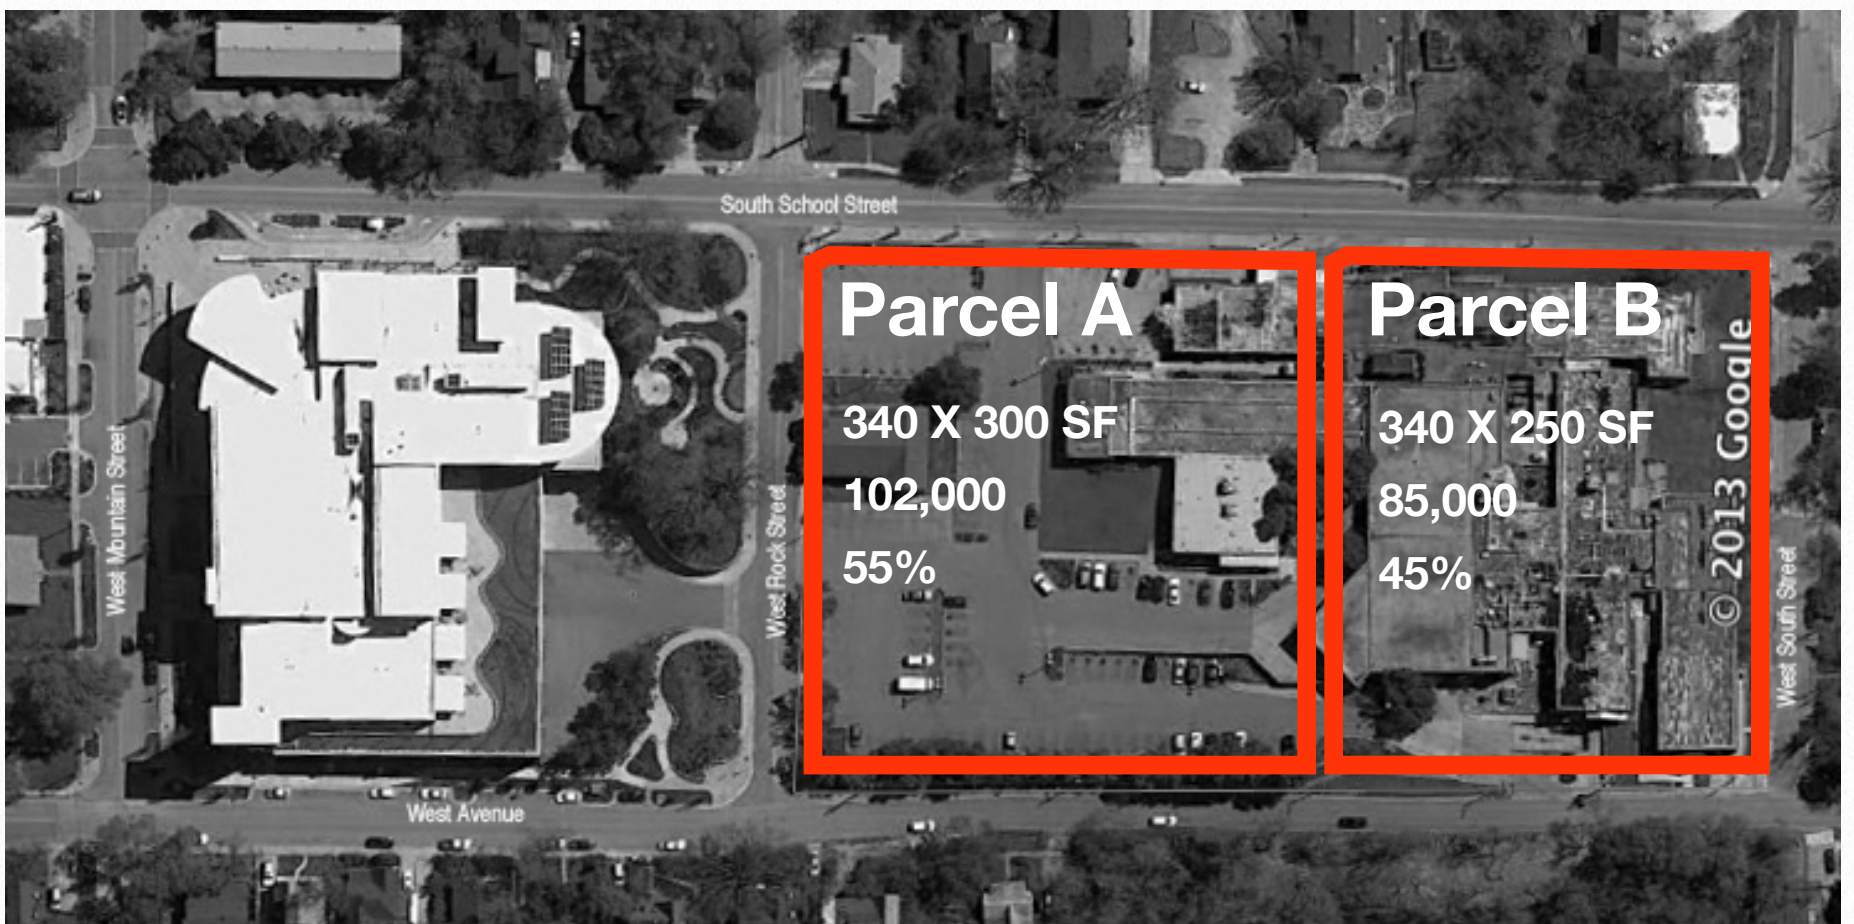 South School Street
Parcel A
340 X 300 SF
102,000
55%
Parcel B
340 X 250 SF
85,000
45%
© 2013 Google
West Mountain Street
West Rock Street
West South Street
West Avenue